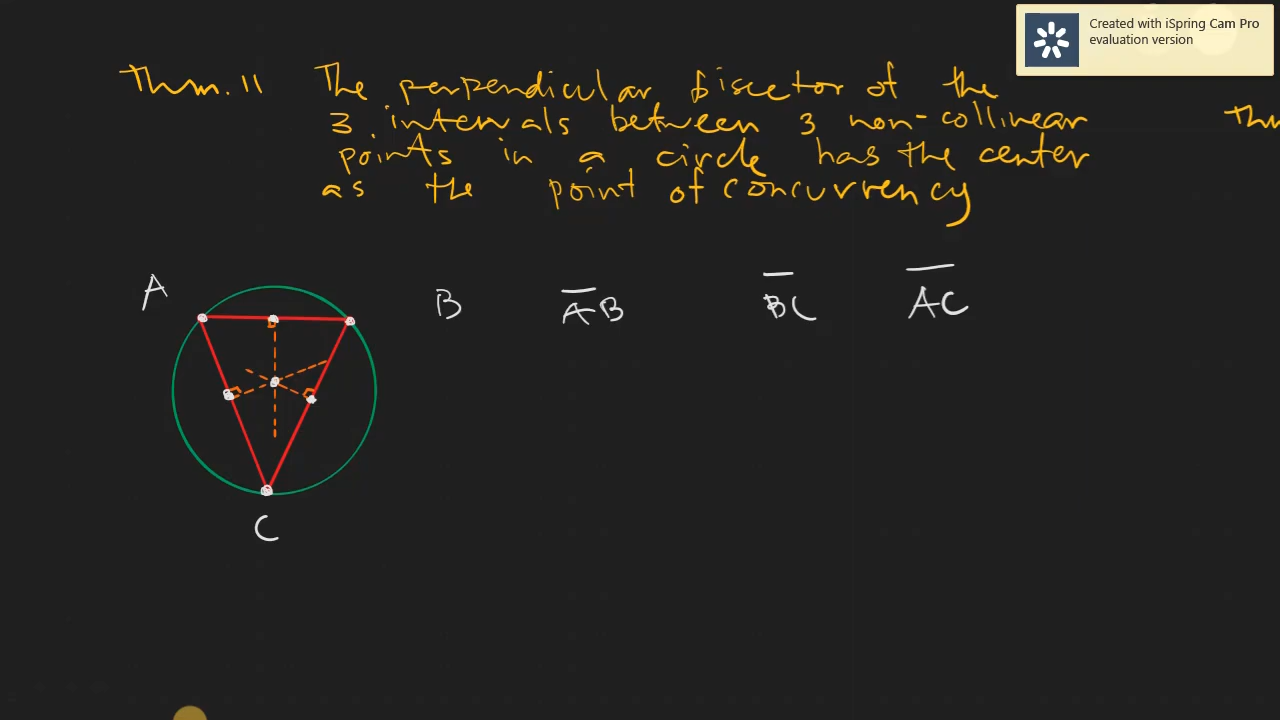 Created with iSpring Cam Pro
evaluation version
Thm. 11 The perpendicular bisector of the
3 intervals between 3 non-collinear
points in a circle has the center
as the point of concurrency
A B AB BC AC
C